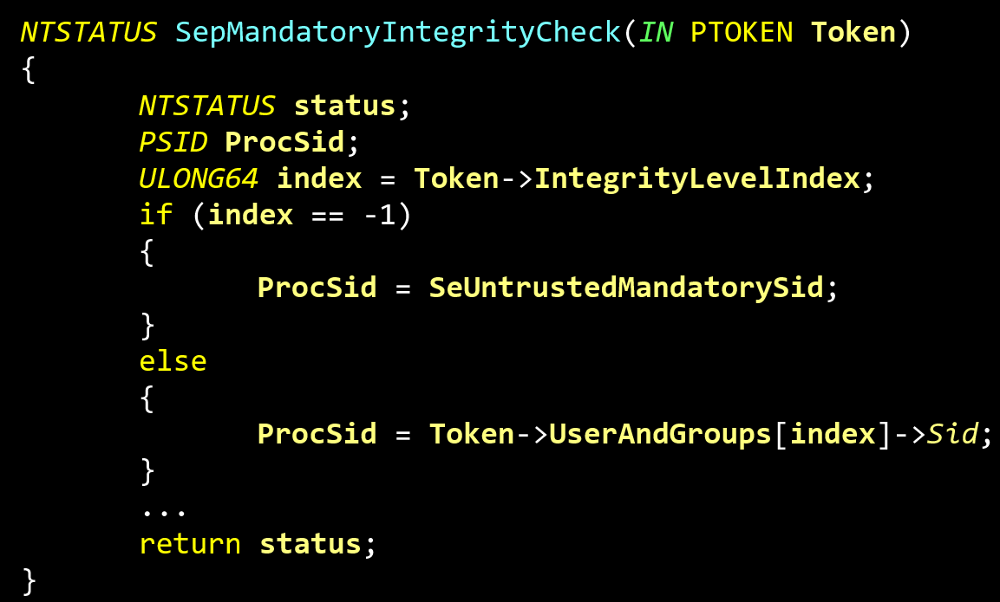 NTSTATUS SepMandatoryIntegrityCheck(IN PTOKEN Token)
{
NTSTATUS status;
PSID ProcSid;
ULONG64 index = Token->IntegrityLevelIndex;
if (index == -1)
{
ProcSid = SeUntrustedMandatorySid;
}
else
{
ProcSid = Token->UserAndGroups[index]->Sid;
}
...
return status;
}